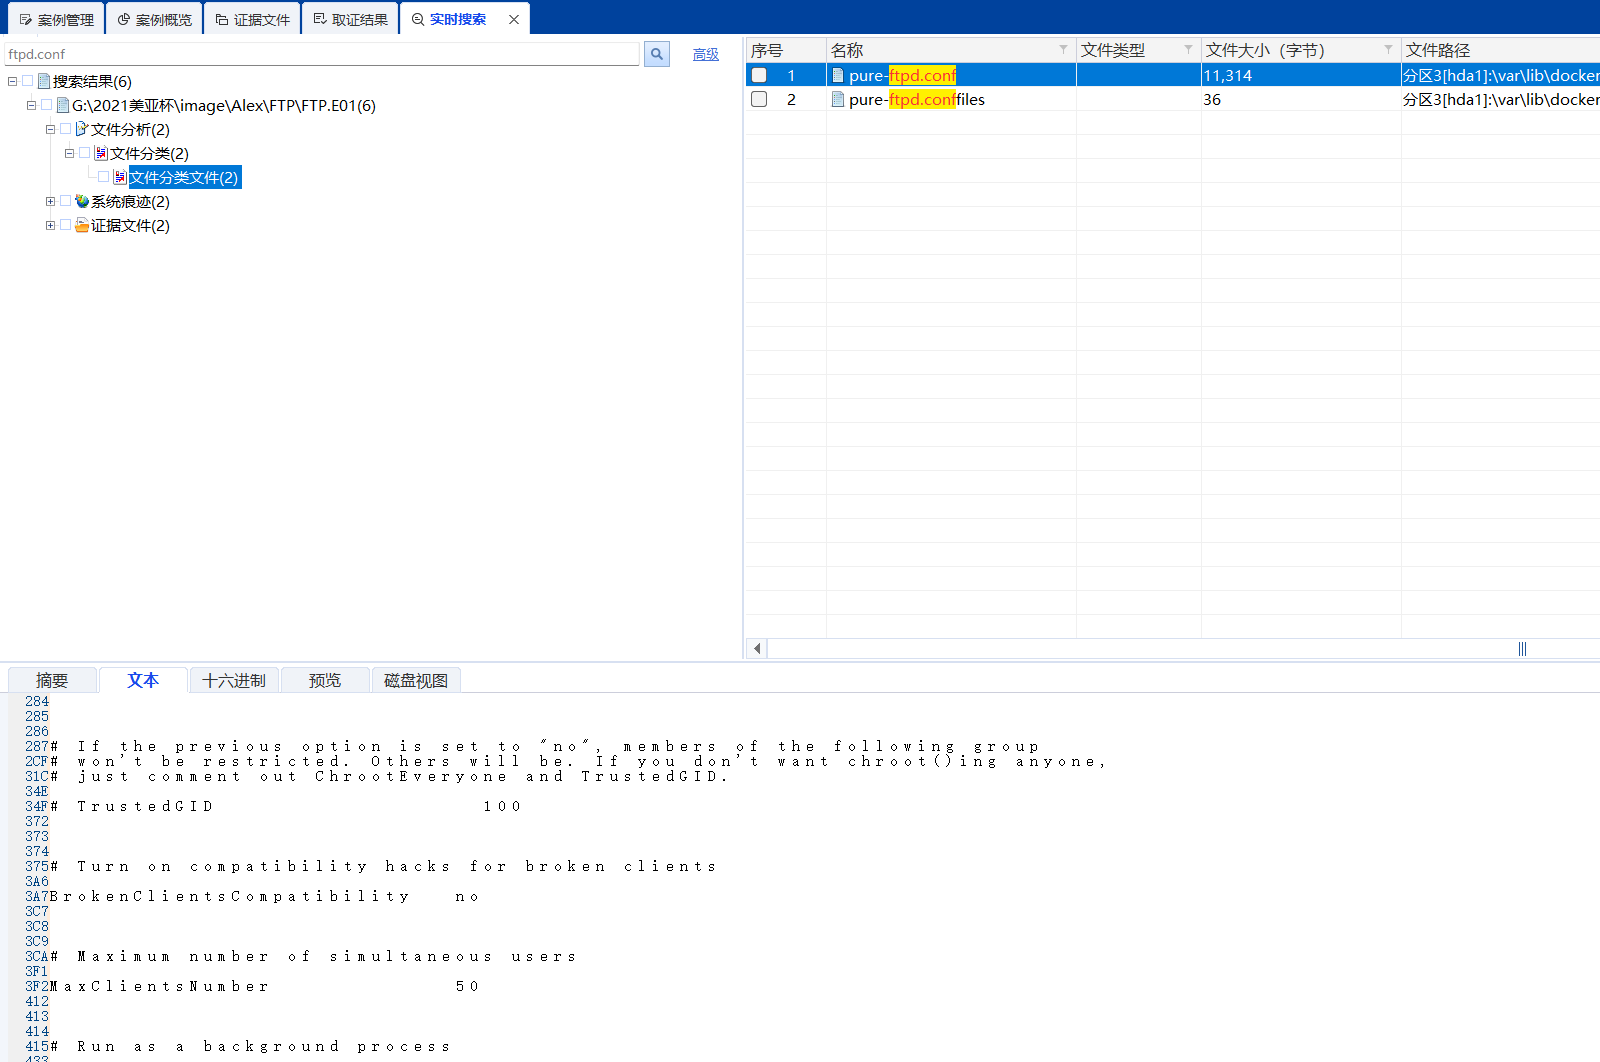 案例管理 案例概览 证据文件 取证结果 实时搜索
ftpd.conf 高级
搜索结果(6)
G:\2021美亚杯\image\Alex\FTP\FTP.E01(6)
文件分析(2)
文件分类(2)
文件分类文件(2)
系统痕迹(2)
证据文件(2)
序号 名称 文件类型 文件大小（字节） 文件路径
1 pure-ftpd.conf 11,314 分区3[hda1]:\var\lib\docker
2 pure-ftpd.conffiles 36 分区3[hda1]:\var\lib\docker
摘要 文本 十六进制 预览 磁盘视图
284
285
286
287# If the previous option is set to "no", members of the following group
2CF# won't be restricted. Others will be. If you don't want chroot()ing anyone,
31C# just comment out ChrootEveryone and TrustedGID.
34E
34F# TrustedGID 100
372
373
374
375# Turn on compatibility hacks for broken clients
3A6
3A7BrokenClientsCompatibility no
3C7
3C8
3C9
3CA# Maximum number of simultaneous users
3F1
3F2MaxClientsNumber 50
412
413
414
415# Run as a background process
433